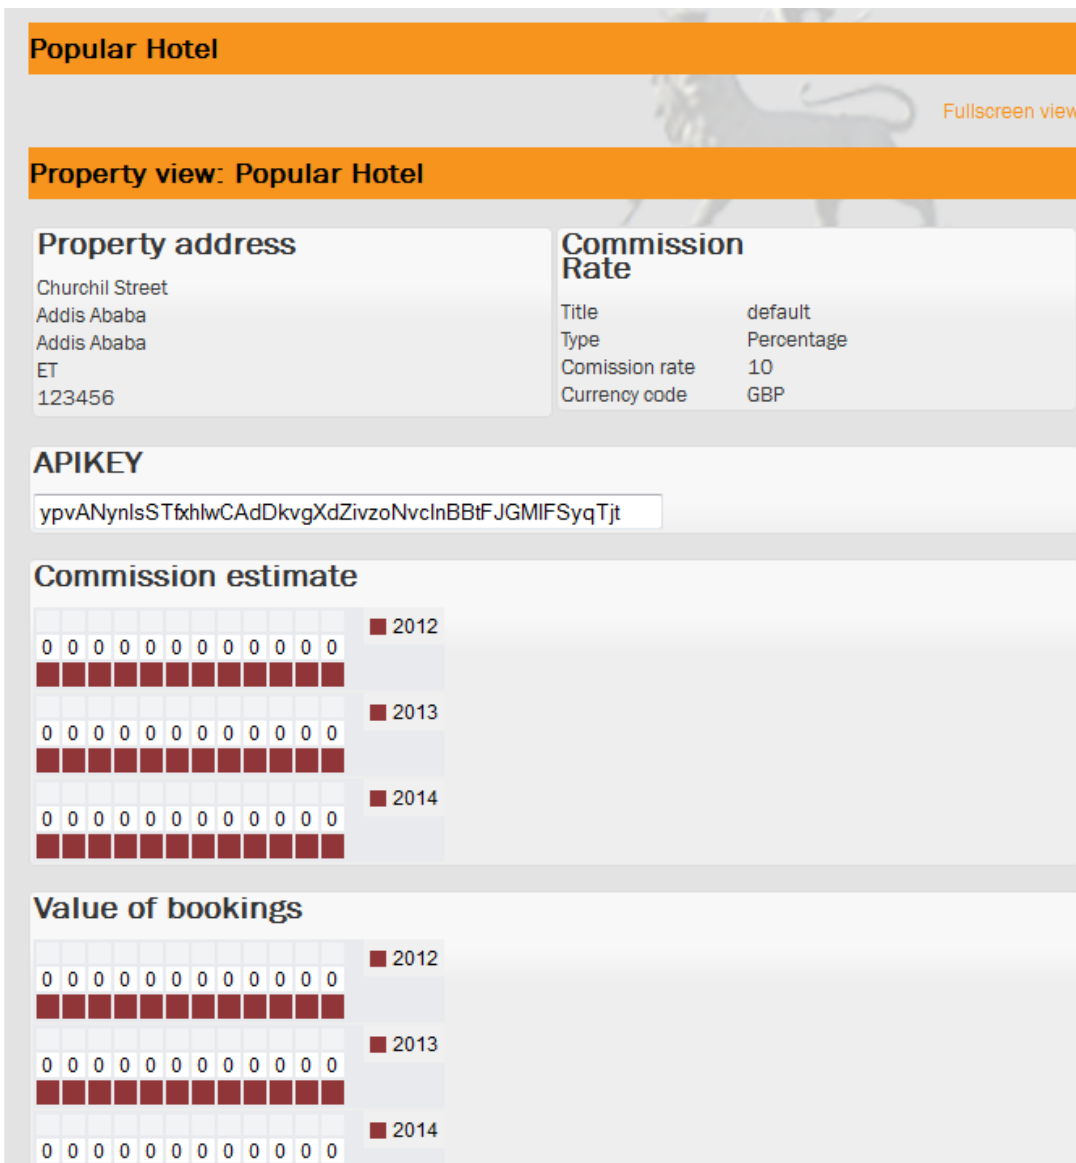 Popular Hotel
Fullscreen view
Property view: Popular Hotel
Property address
Churchil Street
Addis Ababa
Addis Ababa
ET
123456
Commission
Rate
Title default
Type Percentage
Comission rate 10
Currency code GBP
APIKEY
ypvANynlsSTfxhlwCAdDkvgXdZivzoNvclnBBtFJGMlFSyqTjt
Commission estimate
2012
0 0 0 0 0 0 0 0 0 0 0 0
2013
0 0 0 0 0 0 0 0 0 0 0 0
2014
0 0 0 0 0 0 0 0 0 0 0 0
Value of bookings
2012
0 0 0 0 0 0 0 0 0 0 0 0
2013
0 0 0 0 0 0 0 0 0 0 0 0
2014
0 0 0 0 0 0 0 0 0 0 0 0